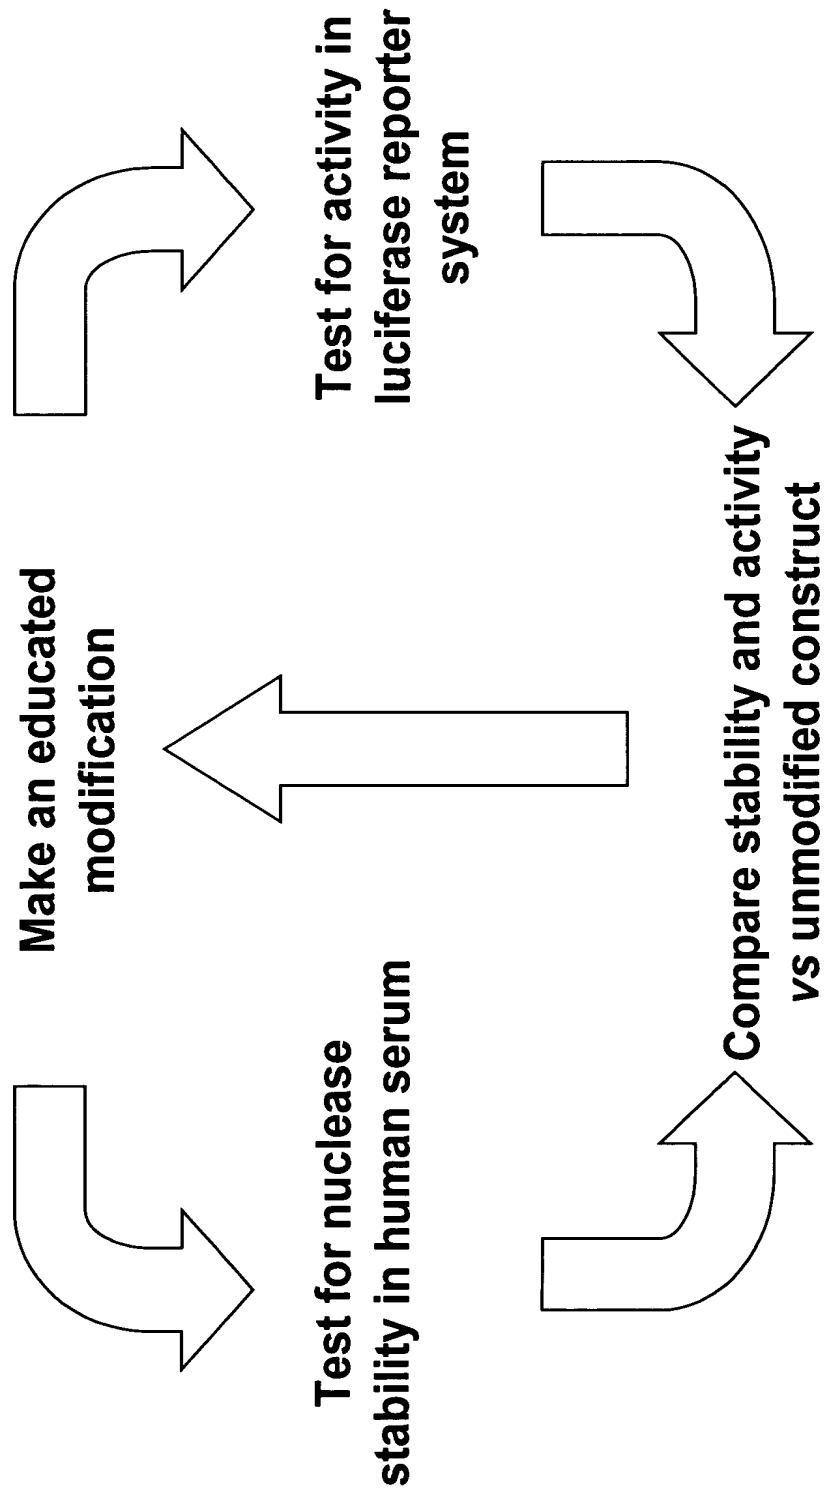 Make an educated
modification
Test for nuclease
stability in human serum
Test for activity in
luciferase reporter
system
Compare stability and activity
vs unmodified construct